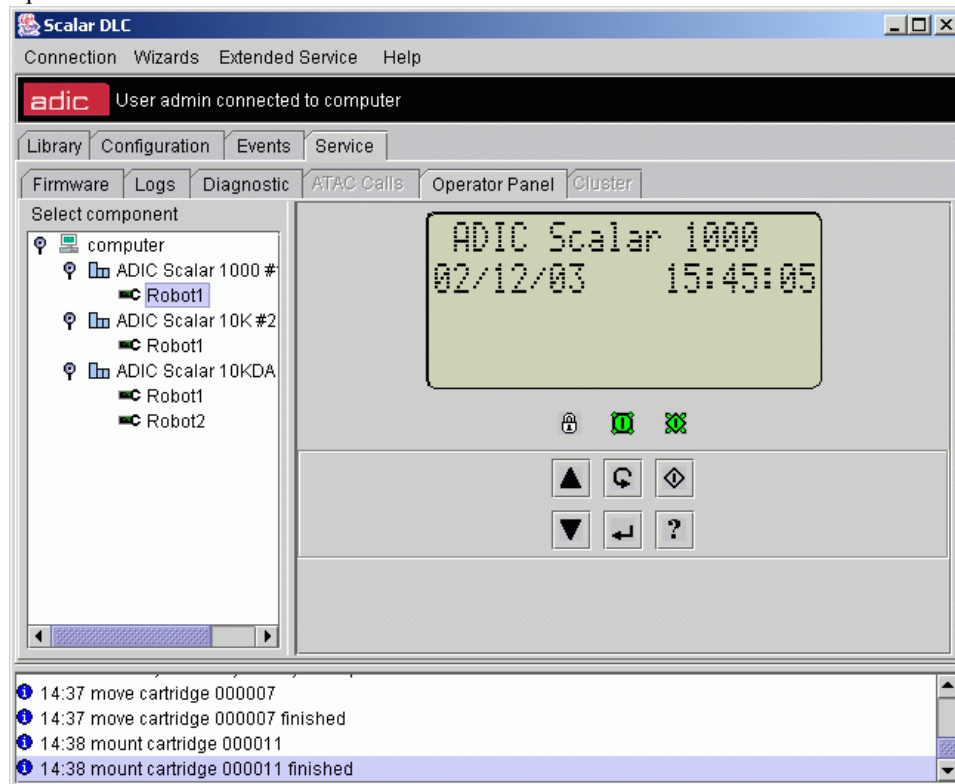 Scalar DLC
Connection Wizards Extended Service Help
adic User admin connected to computer
Library Configuration Events Service
Firmware Logs Diagnostic ATAC Calls Operator Panel Cluster
Select component
computer
ADIC Scalar 1000 #
Robot1
ADIC Scalar 10K #2
Robot1
ADIC Scalar 10KDA
Robot1
Robot2
ADIC Scalar 1000
02/12/03 15:45:05
?
14:37 move cartridge 000007
14:37 move cartridge 000007 finished
14:38 mount cartridge 000011
14:38 mount cartridge 000011 finished